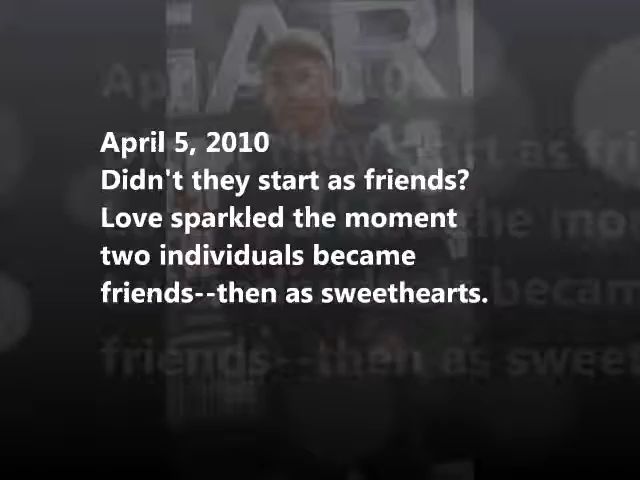 April 5, 2010
Didn't they start as friends?
Love sparkled the moment
two individuals became
friends--then as sweethearts.